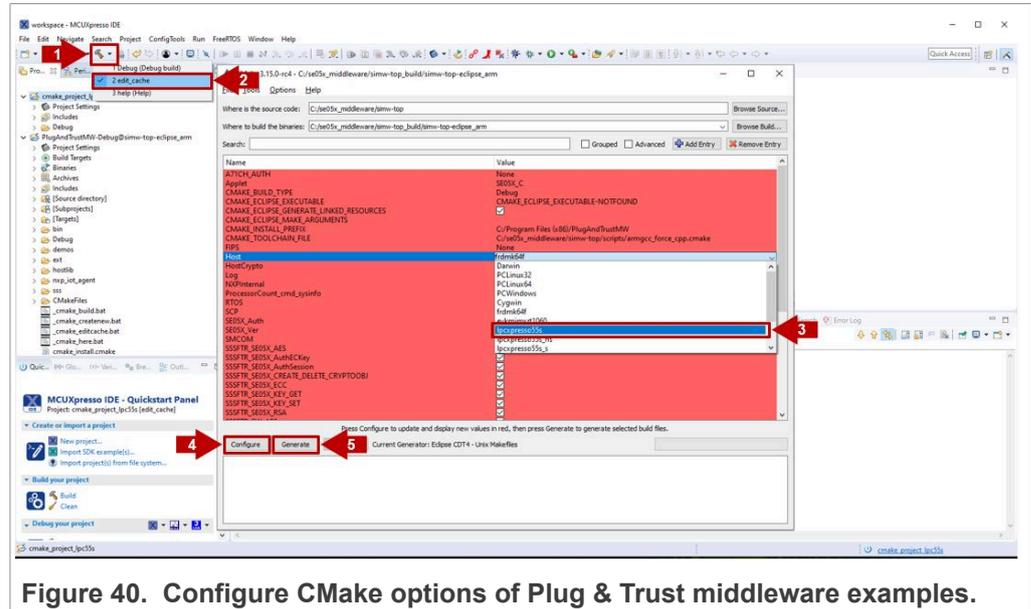 workspace - MCUXpresso IDE
File Edit Navigate Search Project ConfigTools Run FreeRTOS Window Help
Quick Access
1
1 Debug (Debug build)
2 edit_cache
3 help (Help)
2
3.15.0-rc4 - C:/se05x_middleware/simw-top_build/simw-top-eclipse_arm
Tools Options Help
Where is the source code: C:/se05x_middleware/simw-top Browse Source...
Where to build the binaries: C:/se05x_middleware/simw-top_build/simw-top-eclipse_arm Browse Build...
Search: Grouped Advanced Add Entry Remove Entry
Name Value
A71CH_AUTH None
Applet SE05X_C
CMAKE_BUILD_TYPE Debug
CMAKE_ECLIPSE_EXECUTABLE CMAKE_ECLIPSE_EXECUTABLE-NOTFOUND
CMAKE_ECLIPSE_GENERATE_LINKED_RESOURCES
CMAKE_ECLIPSE_MAKE_ARGUMENTS
CMAKE_INSTALL_PREFIX C:/Program Files (x86)/PlugAndTrustMW
CMAKE_TOOLCHAIN_FILE C:/se05x_middleware/simw-top/scripts/armgcc_force_cpp.cmake
FIPS None
Host frdmk64f
HostCrypto Darwin
Log PCLinux32
NXPInternal PCLinux64
ProcessorCount_cmd_sysinfo PCWindows
RTOS Cygwin
SCP frdmk64f
SE05X_Auth
SE05X_Ver lpcxpresso55s
3
SMCOM lpcxpresso55s_ns
SSSFTR_SE05X_AES lpcxpresso55s_s
SSSFTR_SE05X_AuthECKey
SSSFTR_SE05X_AuthSession
SSSFTR_SE05X_CREATE_DELETE_CRYPTOOBJ
SSSFTR_SE05X_ECC
SSSFTR_SE05X_KEY_GET
SSSFTR_SE05X_KEY_SET
SSSFTR_SE05X_RSA
Press Configure to update and display new values in red, then press Generate to generate selected build files.
4 Configure Generate 5 Current Generator: Eclipse CDT4 - Unix Makefiles
Pro... Peri...
cmake_project_l
Project Settings
Includes
Debug
PlugAndTrustMW-Debug@simw-top-eclipse_arm
Project Settings
Build Targets
Binaries
Archives
Includes
[Source directory]
[Subprojects]
[Targets]
bin
Debug
demos
ext
hostlib
nxp_iot_agent
sss
CMakeFiles
_cmake_build.bat
_cmake_createnew.bat
_cmake_editcache.bat
_cmake_here.bat
cmake_install.cmake
Error Log
Quic... Glo... Vari... Bre... Outl...
MCUXpresso IDE - Quickstart Panel
IDE Project: cmake_project_lpc55s [edit_cache]
Create or import a project
New project...
Import SDK example(s)...
Import project(s) from file system...
Build your project
Build
Clean
Debug your project
cmake_project_lpc55s
cmake_project_lpc55s
Figure 40. Configure CMake options of Plug & Trust middleware examples.